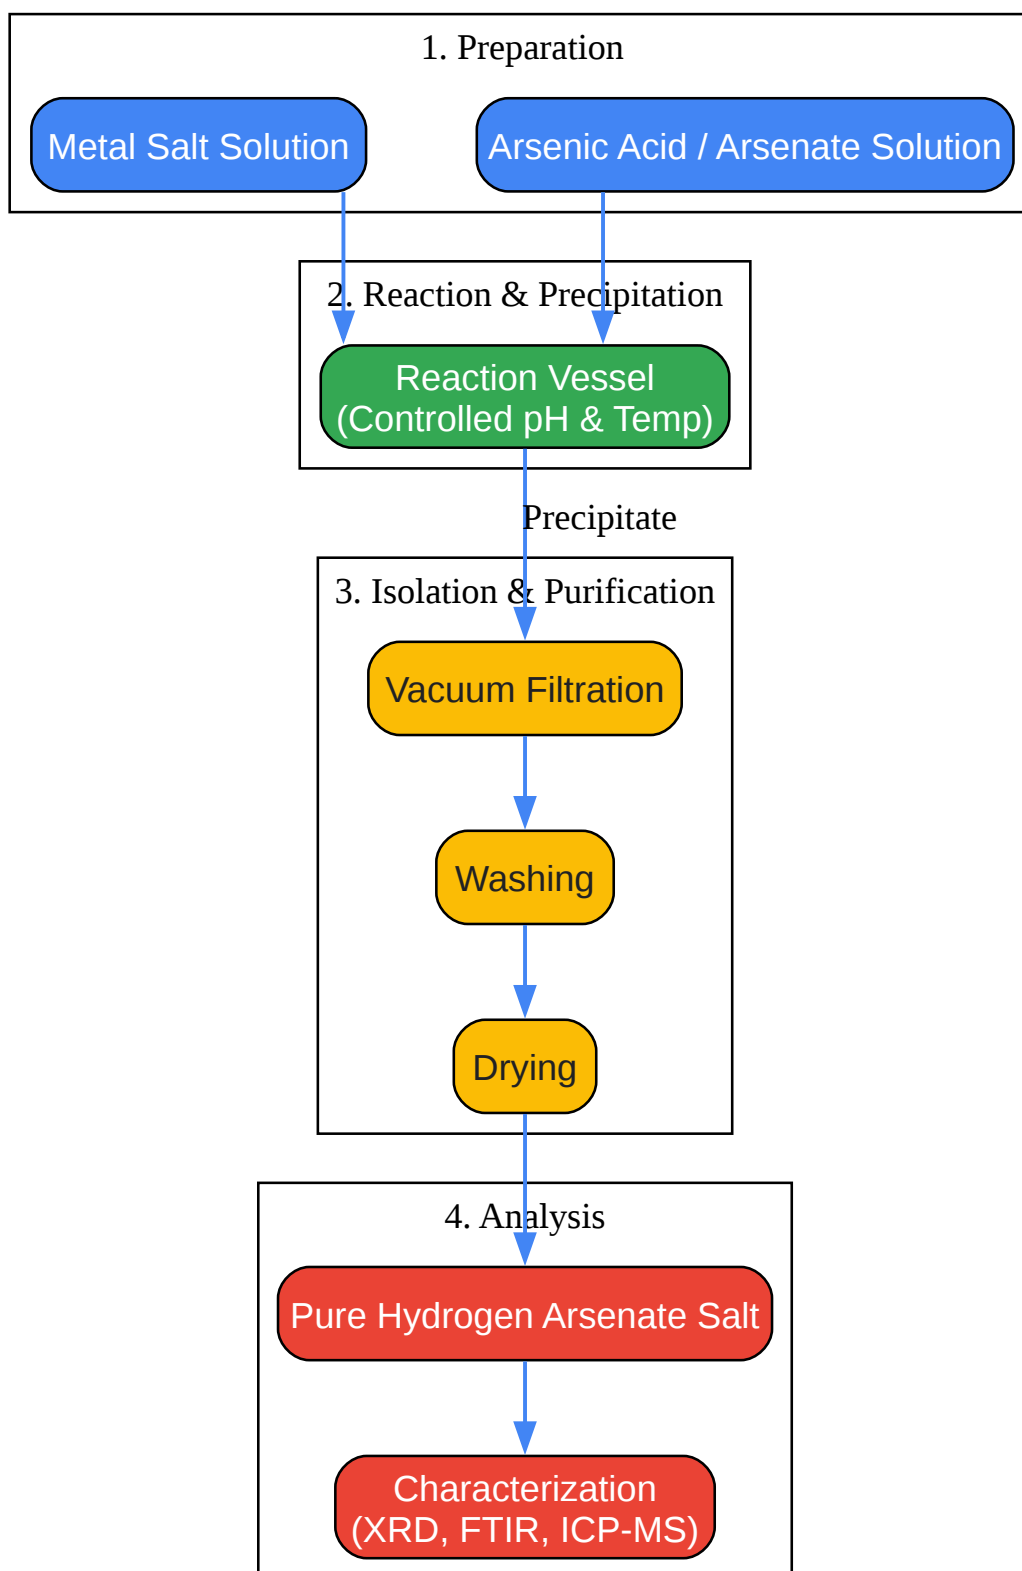 1. Preparation
Metal Salt Solution
Arsenic Acid / Arsenate Solution
2. Reaction & Precipitation
Reaction Vessel
(Controlled pH & Temp)
Precipitate
3. Isolation & Purification
Vacuum Filtration
Washing
Drying
4. Analysis
Pure Hydrogen Arsenate Salt
Characterization
(XRD, FTIR, ICP-MS)